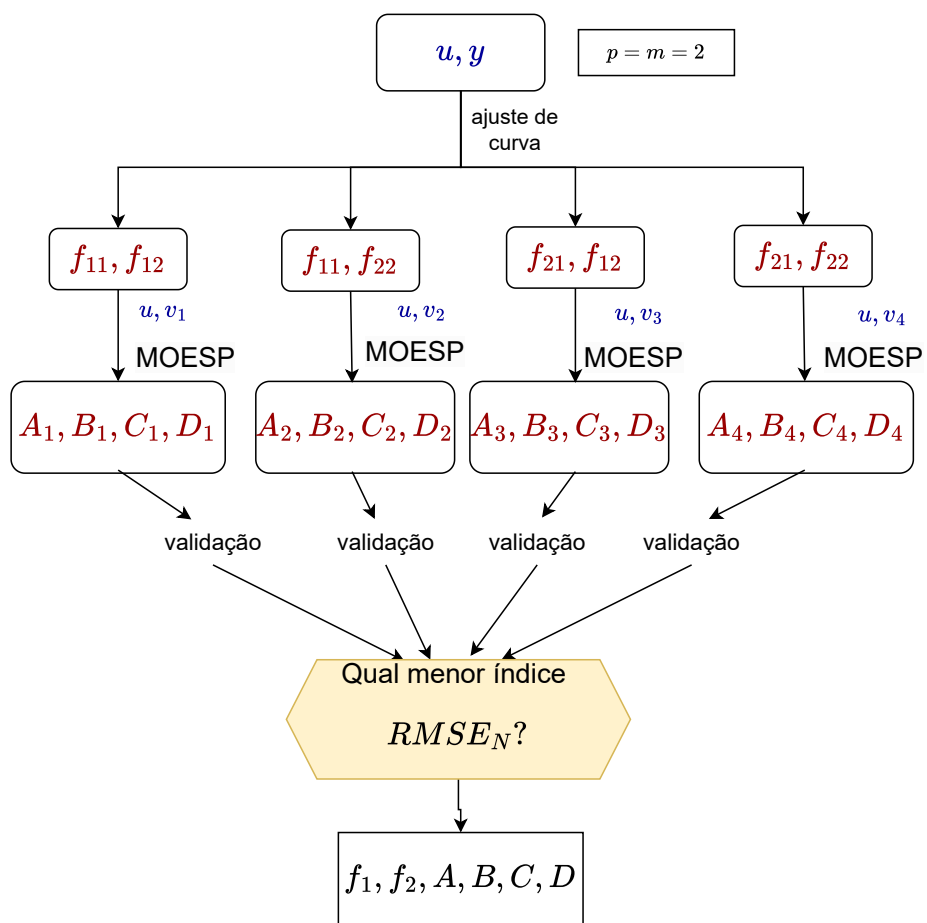 u, y
p = m = 2
ajuste de
curva
f₁₁, f₁₂
f₁₁, f₂₂
f₂₁, f₁₂
f₂₁, f₂₂
u, v₁
u, v₂
u, v₃
u, v₄
MOESP
MOESP
MOESP
MOESP
A₁, B₁, C₁, D₁
A₂, B₂, C₂, D₂
A₃, B₃, C₃, D₃
A₄, B₄, C₄, D₄
validação
validação
validação
validação
Qual menor índice
RMSE_N?
f₁, f₂, A, B, C, D